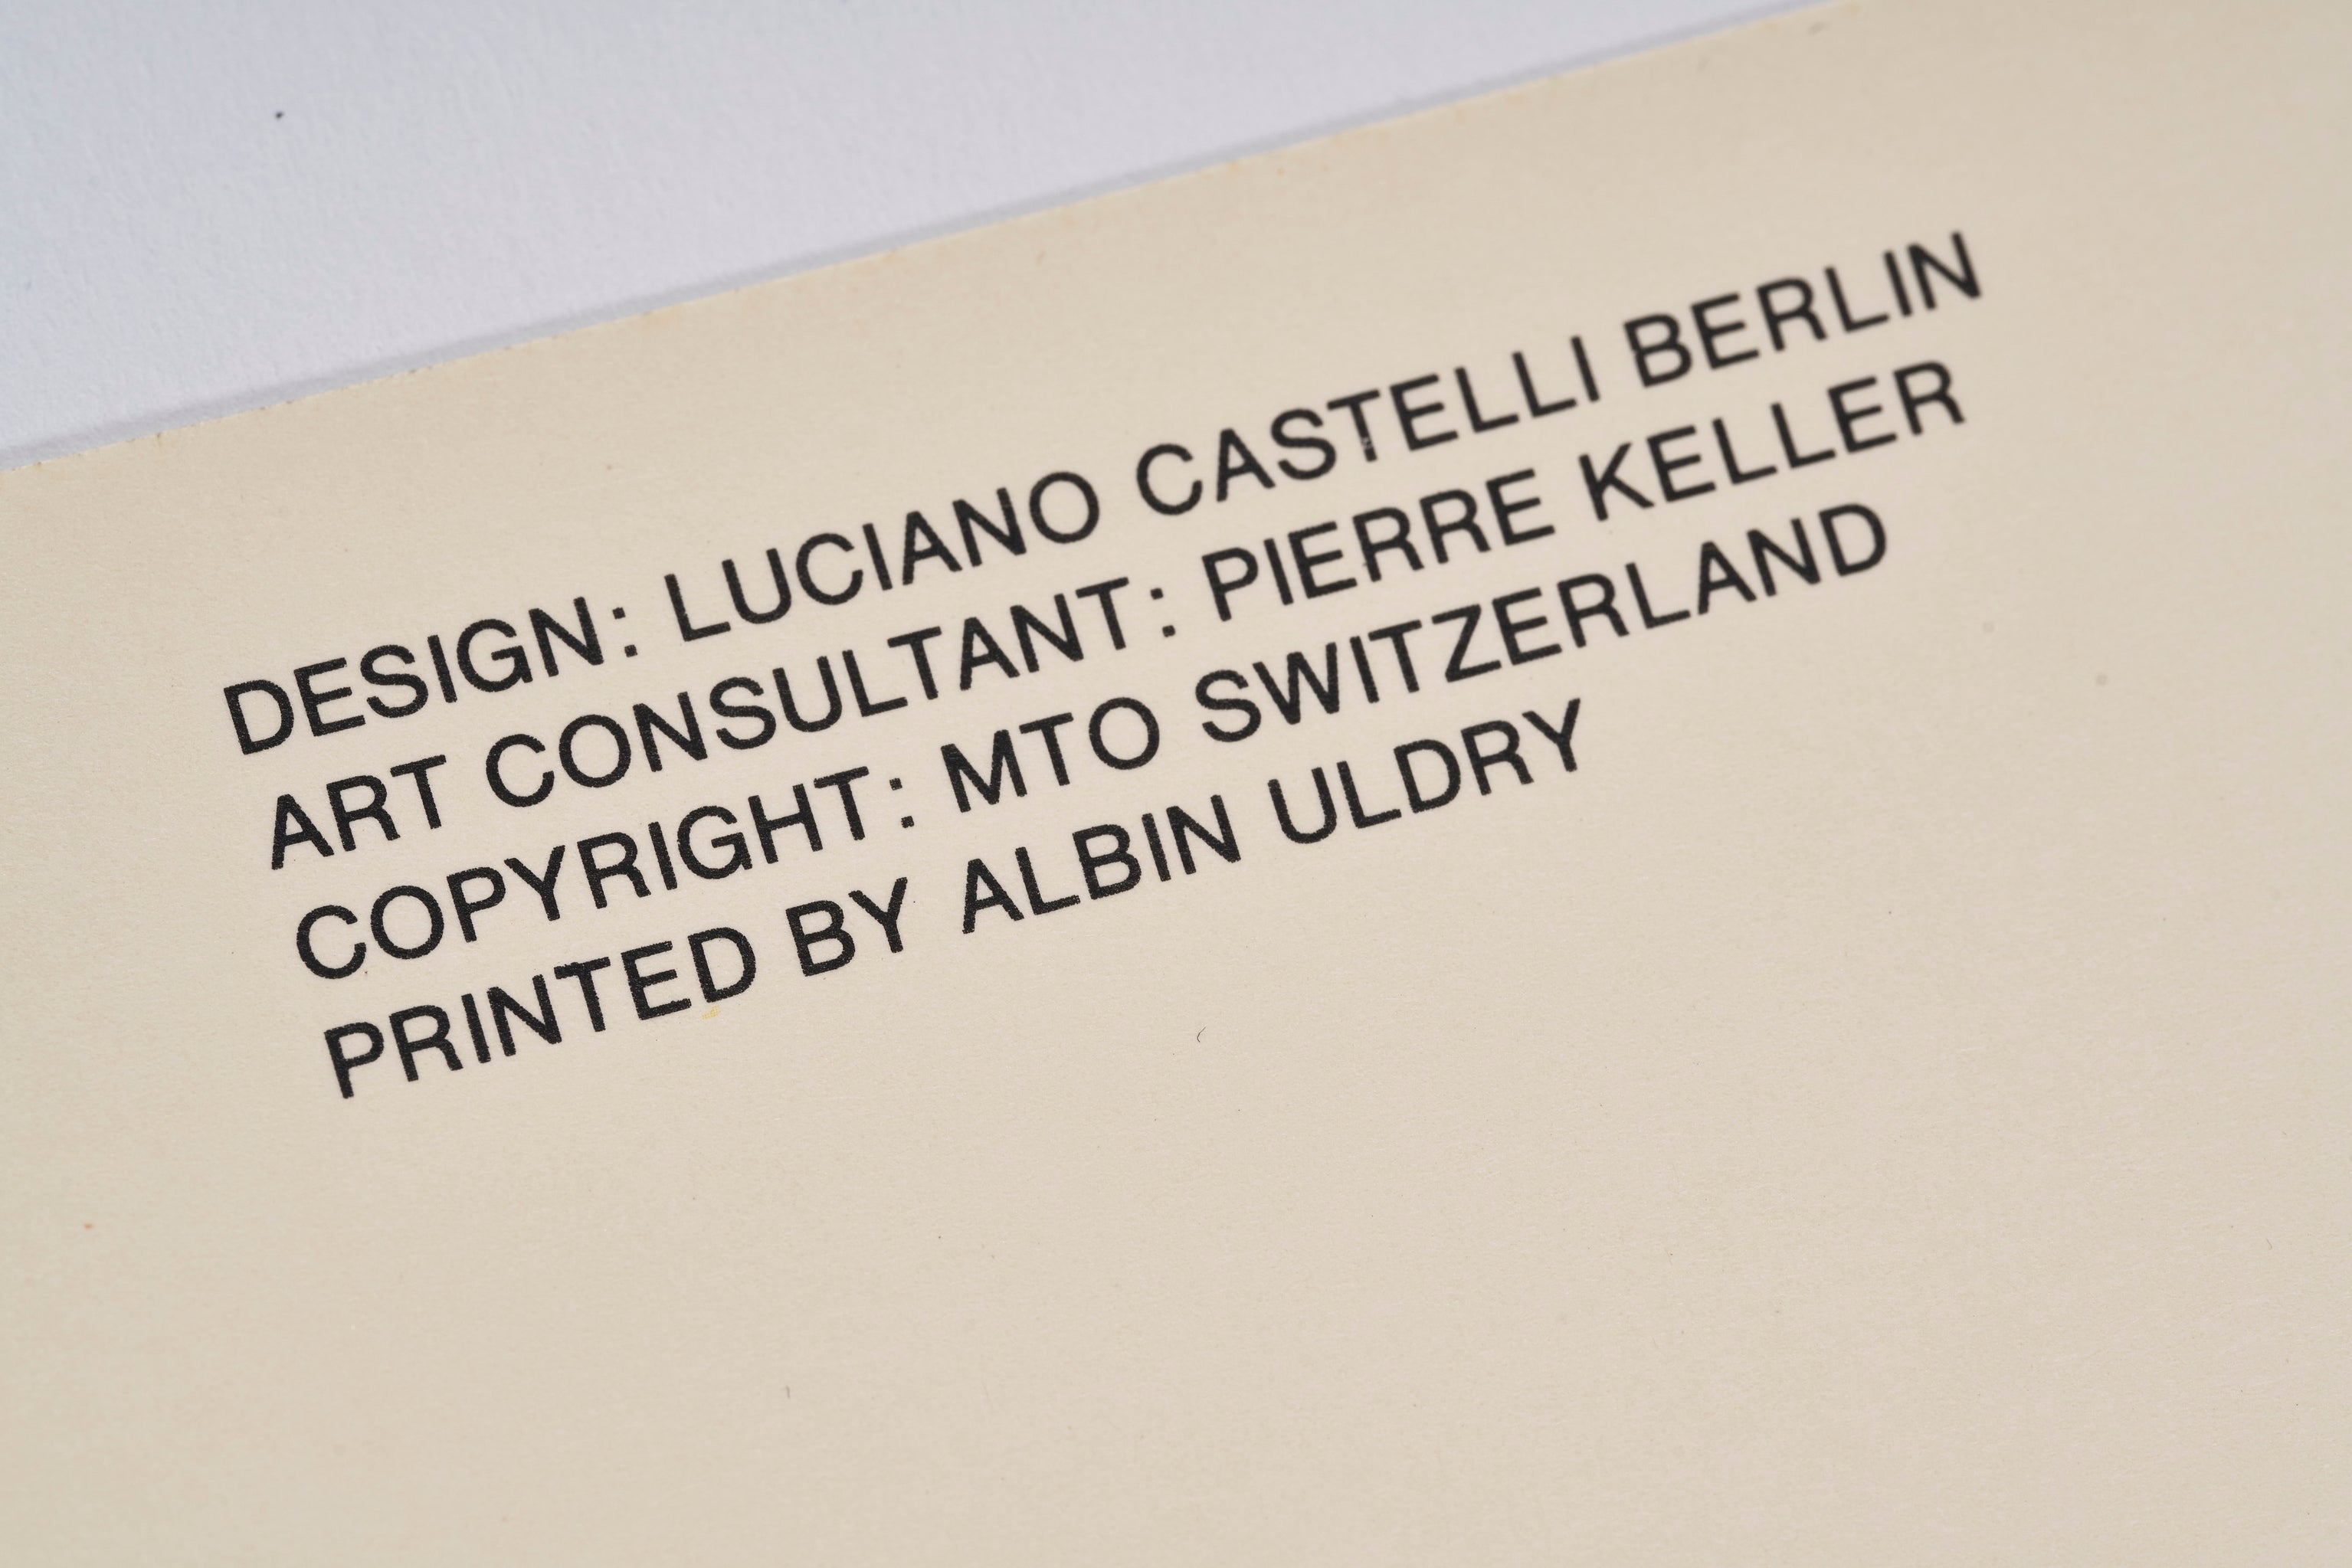 DESIGN: LUCIANO CASTELLI BERLIN
ART CONSULTANT: PIERRE KELLER
COPYRIGHT: MTO SWITZERLAND
PRINTED BY ALBIN ULDRY